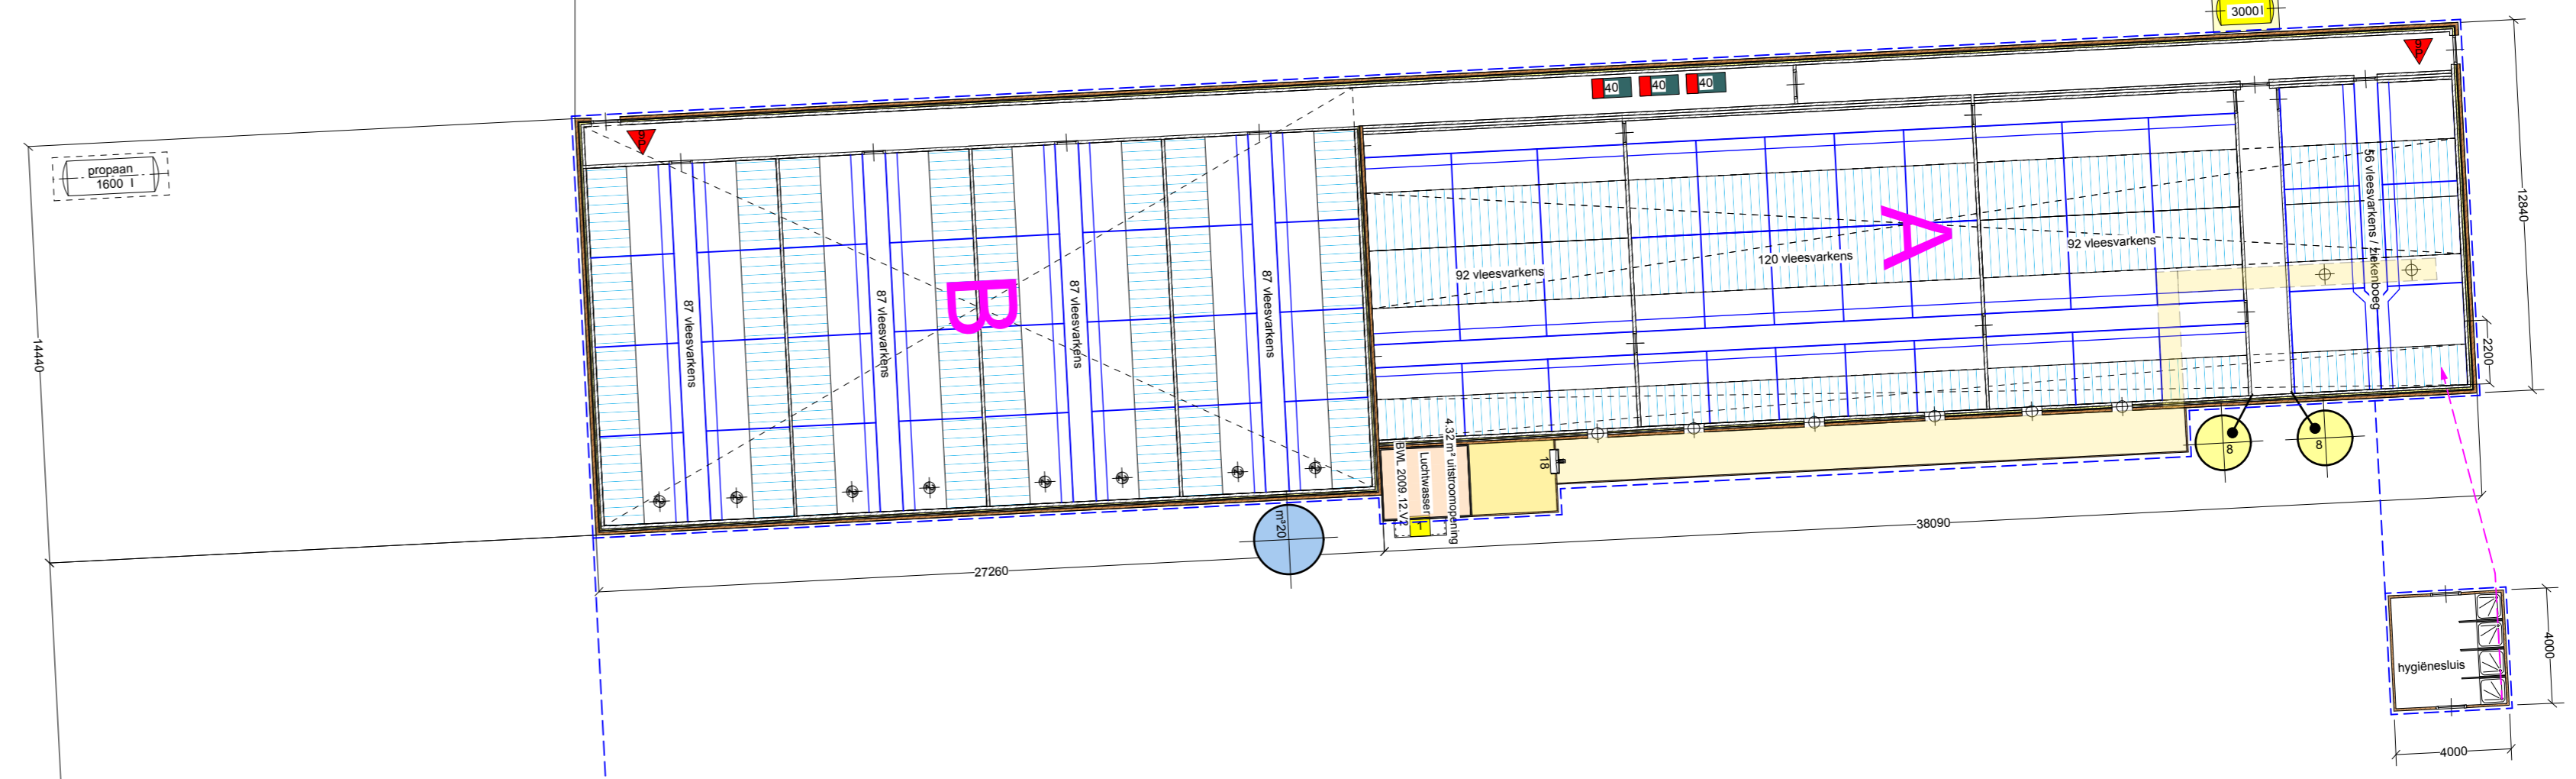 3000 l
propaan
1600 l
40
40
40
12840
A
92 vleesvarkens
120 vleesvarkens
92 vleesvarkens
56 vleesvarkens / ziekenboeg
B
87 vleesvarkens
87 vleesvarkens
87 vleesvarkens
87 vleesvarkens
14440
2200
4,32 m² uitstroomopening
Luchtwasser
BWL 2009.12.V2
18
8
8
m³20
38090
27260
hygiënesluis
4000
4000